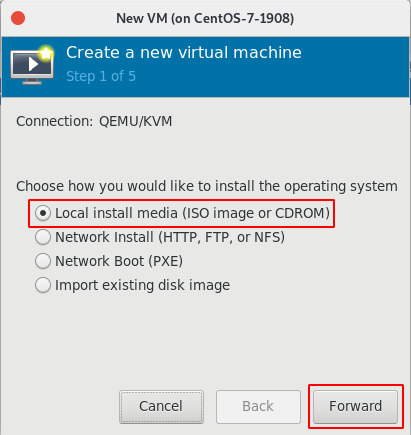 New VM (on CentOS-7-1908)
Create a new virtual machine
Step 1 of 5
Connection: QEMU/KVM
Choose how you would like to install the operating system
Local install media (ISO image or CDROM)
Network Install (HTTP, FTP, or NFS)
Network Boot (PXE)
Import existing disk image
Cancel Back Forward